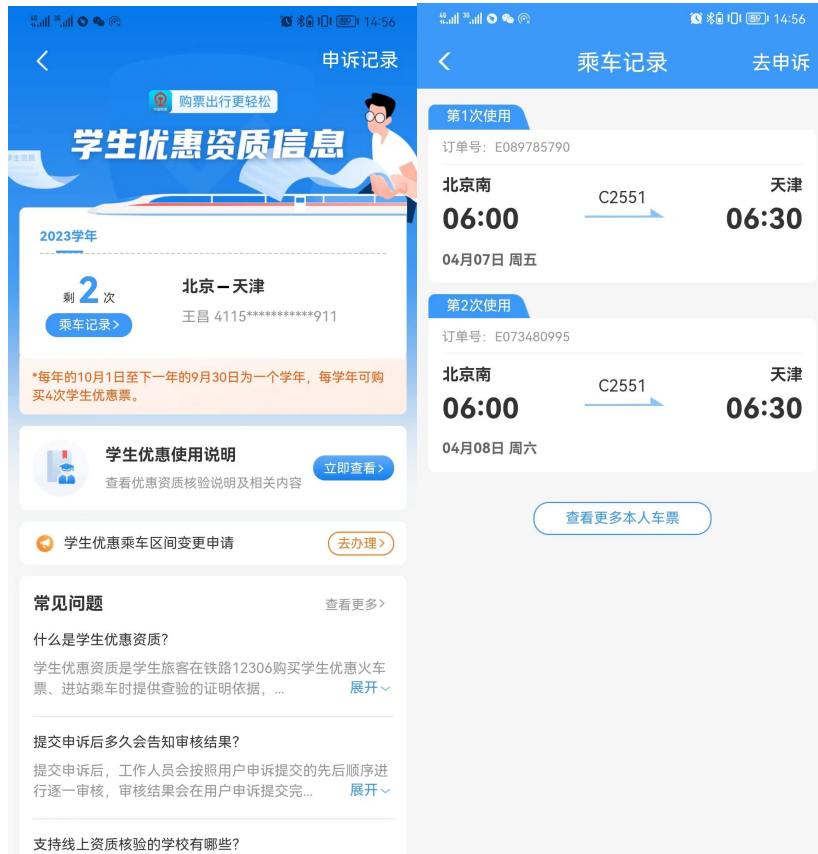 14:56
申诉记录
购票出行更轻松
学生优惠资质信息
2023学年
剩 2 次
北京－天津
乘车记录>
王昌 4115***********911
*每年的10月1日至下一年的9月30日为一个学年，每学年可购
买4次学生优惠票。
学生优惠使用说明
查看优惠资质核验说明及相关内容
立即查看>
学生优惠乘车区间变更申请
去办理>
常见问题
查看更多>
什么是学生优惠资质?
学生优惠资质是学生旅客在铁路12306购买学生优惠火车
票、进站乘车时提供查验的证明依据，...
展开
提交申诉后多久会告知审核结果?
提交申诉后，工作人员会按照用户申诉提交的先后顺序进
行逐一审核，审核结果会在用户申诉提交完...
展开
支持线上资质核验的学校有哪些?
14:56
乘车记录
去申诉
第1次使用
订单号：E089785790
北京南
C2551
天津
06:00
06:30
04月07日 周五
第2次使用
订单号：E073480995
北京南
C2551
天津
06:00
06:30
04月08日 周六
查看更多本人车票